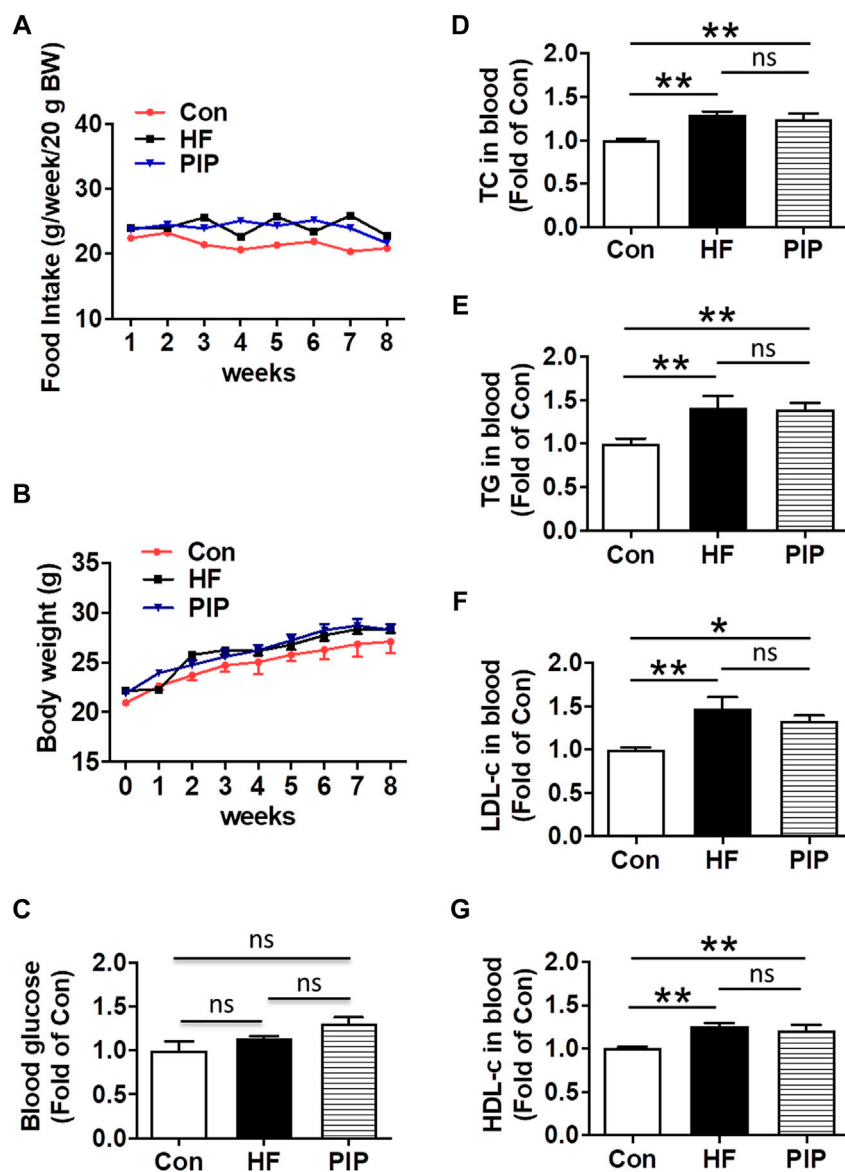 A
Food Intake (g/week/20 g BW)
Con
HF
PIP
40
30
20
10
1 2 3 4 5 6 7 8
weeks
B
Body weight (g)
Con
HF
PIP
35
30
25
20
15
0 1 2 3 4 5 6 7 8
weeks
C
Blood glucose
(Fold of Con)
ns
ns ns
2.0
1.5
1.0
0.5
0.0
Con HF PIP
D
TC in blood
(Fold of Con)
**
** ns
2.0
1.5
1.0
0.5
0.0
Con HF PIP
E
TG in blood
(Fold of Con)
**
** ns
2.0
1.5
1.0
0.5
0.0
Con HF PIP
F
LDL-c in blood
(Fold of Con)
*
** ns
2.0
1.5
1.0
0.5
0.0
Con HF PIP
G
HDL-c in blood
(Fold of Con)
**
** ns
2.0
1.5
1.0
0.5
0.0
Con HF PIP